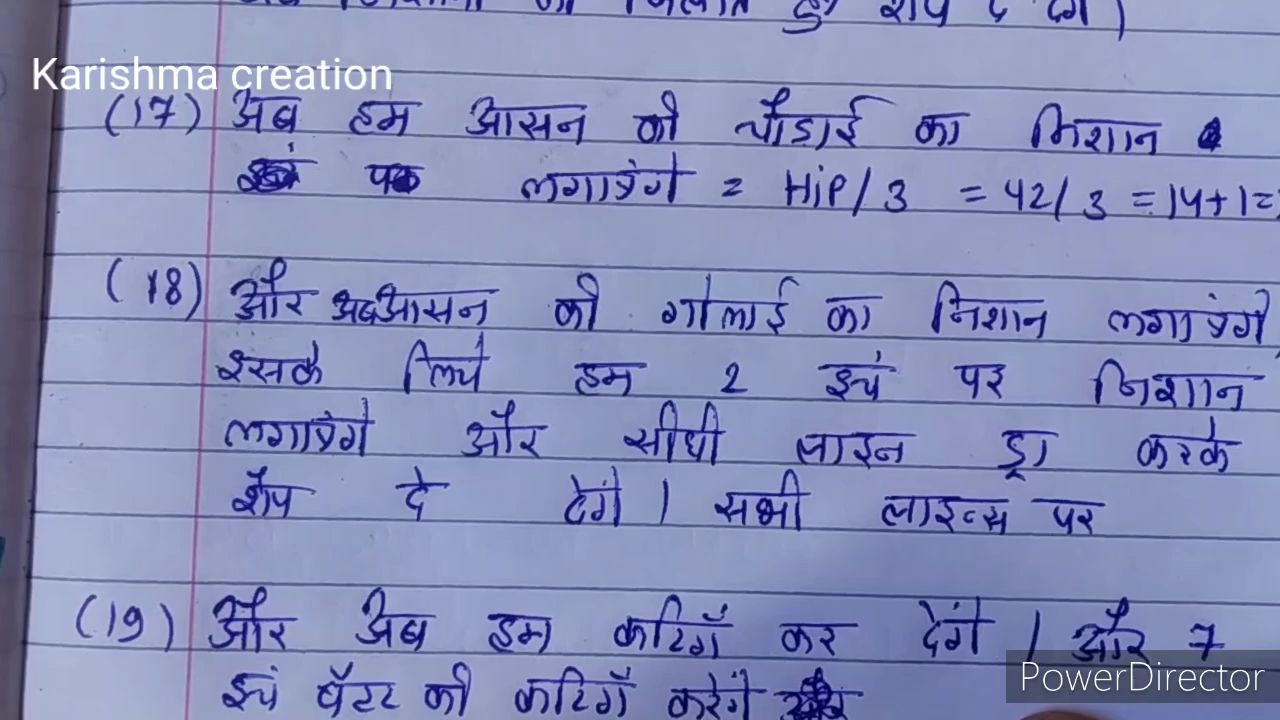 शेप दे देंगे)
Karishma creation
(17) अब हम आसन की चौडाई का निशान
लगायेंगे = HiP/3 = 42/3 = 14+1=
(18) और अब आसन की गोलाई का निशान लगायेंगे
इसके लिये हम 2 इंच पर निशान
लगायेंगे और सीधी लाइन ड्रा करके
शेप दे देंगे । सभी लाइन्स पर
(19) और अब हम कटिगँ कर देंगे । और 7
इंच बॅल्ट की कटिगँ करेंगे
PowerDirector